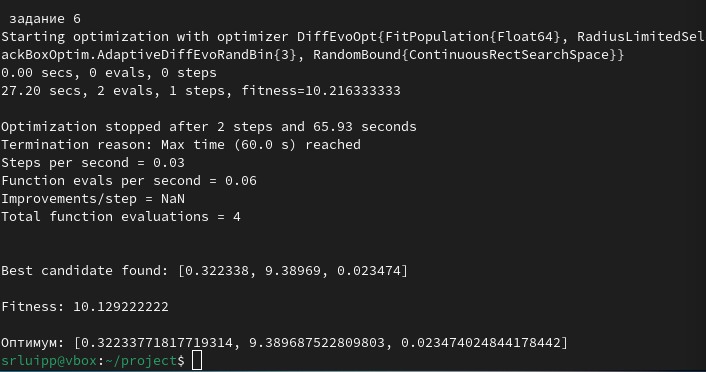 задание 6
Starting optimization with optimizer DiffEvoOpt{FitPopulation{Float64}, RadiusLimitedSel
ackBoxOptim.AdaptiveDiffEvoRandBin{3}, RandomBound{ContinuousRectSearchSpace}}
0.00 secs, 0 evals, 0 steps
27.20 secs, 2 evals, 1 steps, fitness=10.216333333
Optimization stopped after 2 steps and 65.93 seconds
Termination reason: Max time (60.0 s) reached
Steps per second = 0.03
Function evals per second = 0.06
Improvements/step = NaN
Total function evaluations = 4
Best candidate found: [0.322338, 9.38969, 0.023474]
Fitness: 10.129222222
Оптимум: [0.32233771817719314, 9.389687522809803, 0.023474024844178442]
srluipp@vbox:~/project$